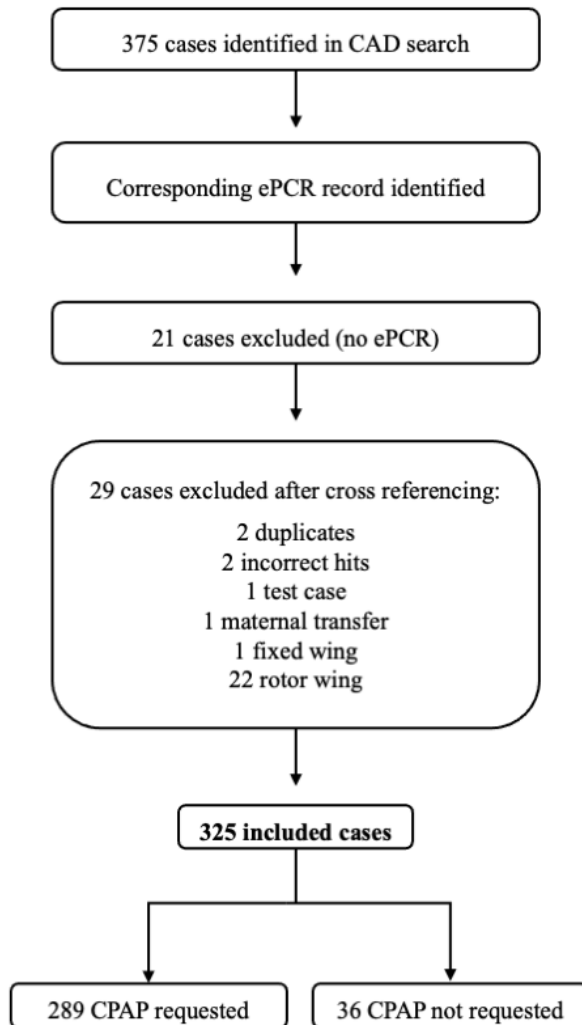 375 cases identified in CAD search
Corresponding ePCR record identified
21 cases excluded (no ePCR)
29 cases excluded after cross referencing:
2 duplicates
2 incorrect hits
1 test case
1 maternal transfer
1 fixed wing
22 rotor wing
325 included cases
289 CPAP requested
36 CPAP not requested